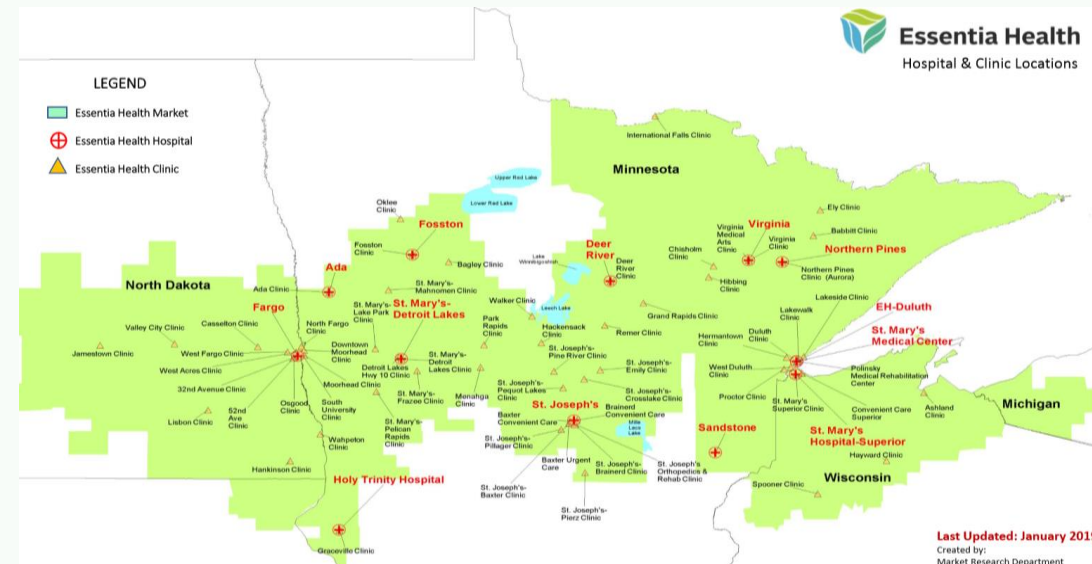 Essentia Health
Hospital & Clinic Locations
LEGEND
Essentia Health Market
Essentia Health Hospital
Essentia Health Clinic
International Falls Clinic
Minnesota
Upper Red Lake
Lower Red Lake
Oklee
Clinic
Fosston
Fosston
Clinic
Bagley Clinic
Ely Clinic
Babbitt Clinic
Virginia
Medical
Arts
Clinic
Virginia
Virginia
Clinic
Northern Pines
Northern Pines
Clinic (Aurora)
Chisholm
Clinic
Hibbing
Clinic
Deer
River
Deer
River
Clinic
Lake
Leech Lake
North Dakota
Ada
Ada Clinic
St. Mary's-
Mahnomen Clinic
Fargo
St. Mary's-
Lake Park
Clinic
St. Mary's-
Detroit Lakes
Walker Clinic
Grand Rapids Clinic
Lakeside Clinic
Lakewalk
Clinic
EH-Duluth
Valley City Clinic
Casselton Clinic
North Fargo
Clinic
Park
Rapids
Clinic
Hackensack
Clinic
Remer Clinic
Hermantown
Clinic
Duluth
Clinic
St. Mary's
Medical Center
Jamestown Clinic
West Fargo Clinic
Downtown
Moorhead
Clinic
St. Mary's-
Detroit
Lakes Clinic
St. Joseph's-
Pine River Clinic
West Acres Clinic
Detroit Lakes
Hwy 10 Clinic
St. Joseph's-
Emily Clinic
West Duluth
Clinic
Polinsky
Medical Rehabilitation
Center
32nd Avenue Clinic
Moorhead Clinic
St. Mary's-
Frazee Clinic
Menahga
Clinic
St. Joseph's-
Pequot Lakes
Clinic
St. Joseph's-
Crosslake Clinic
Proctor Clinic
St. Mary's
Superior Clinic
Convenient Care
Superior
Ashland
Clinic
Michigan
Lisbon Clinic
52nd
Ave
Clinic
Osgood
Clinic
South
University
Clinic
St. Joseph's
Baxter
Convenient Care
Brainerd
Convenient Care
Mille
Lacs
Lake
Wahpeton
Clinic
St. Mary's-
Pelican
Rapids
Clinic
St. Joseph's-
Pillager Clinic
Sandstone
St. Mary's
Hospital-Superior
Hayward Clinic
Hankinson Clinic
Baxter Urgent
Care
St. Joseph's-
Brainerd Clinic
St. Joseph's
Orthopedics &
Rehab Clinic
Wisconsin
Spooner Clinic
Holy Trinity Hospital
St. Joseph's-
Baxter Clinic
St. Joseph's-
Pierz Clinic
Graceville Clinic
Last Updated: January 201
Created by:
Market Research Department